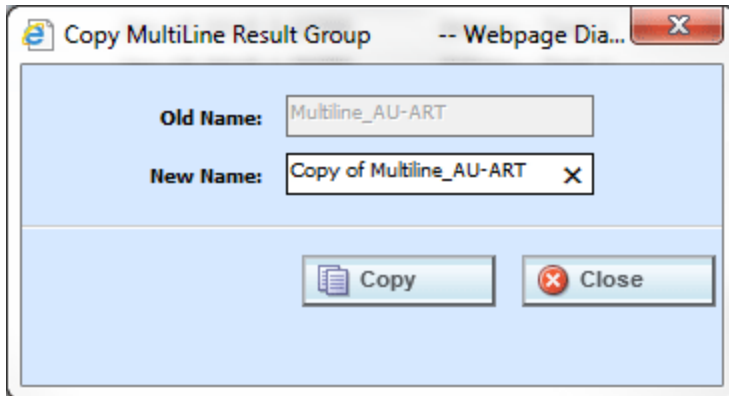 Copy MultiLine Result Group -- Webpage Dia...
Old Name: Multiline_AU-ART
New Name: Copy of Multiline_AU-ART
Copy Close